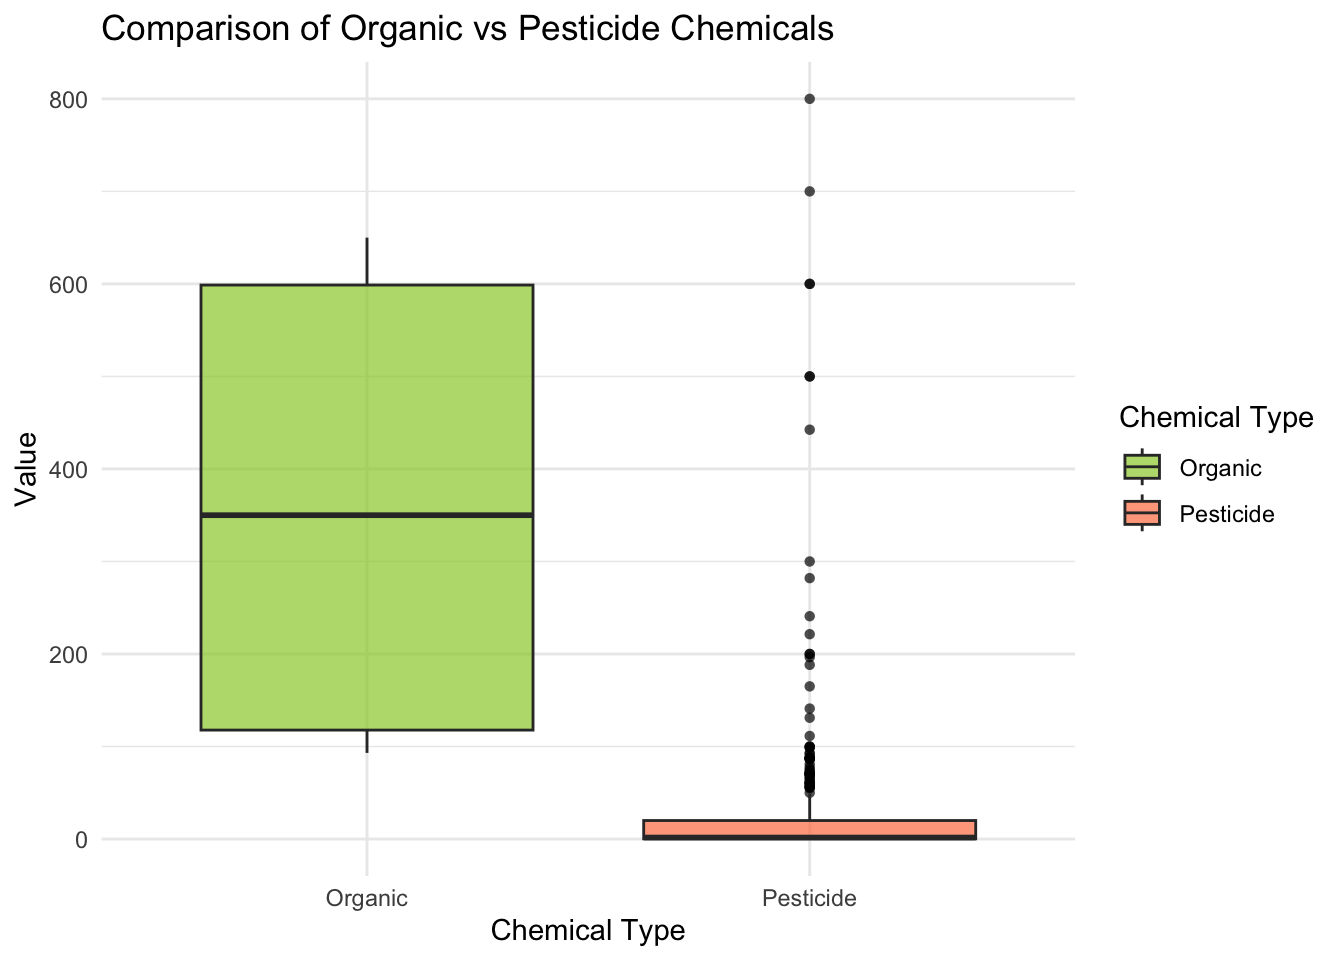 Comparison of Organic vs Pesticide Chemicals
800
600
400
200
0
Value
Organic
Pesticide
Chemical Type
Chemical Type
Organic
Pesticide